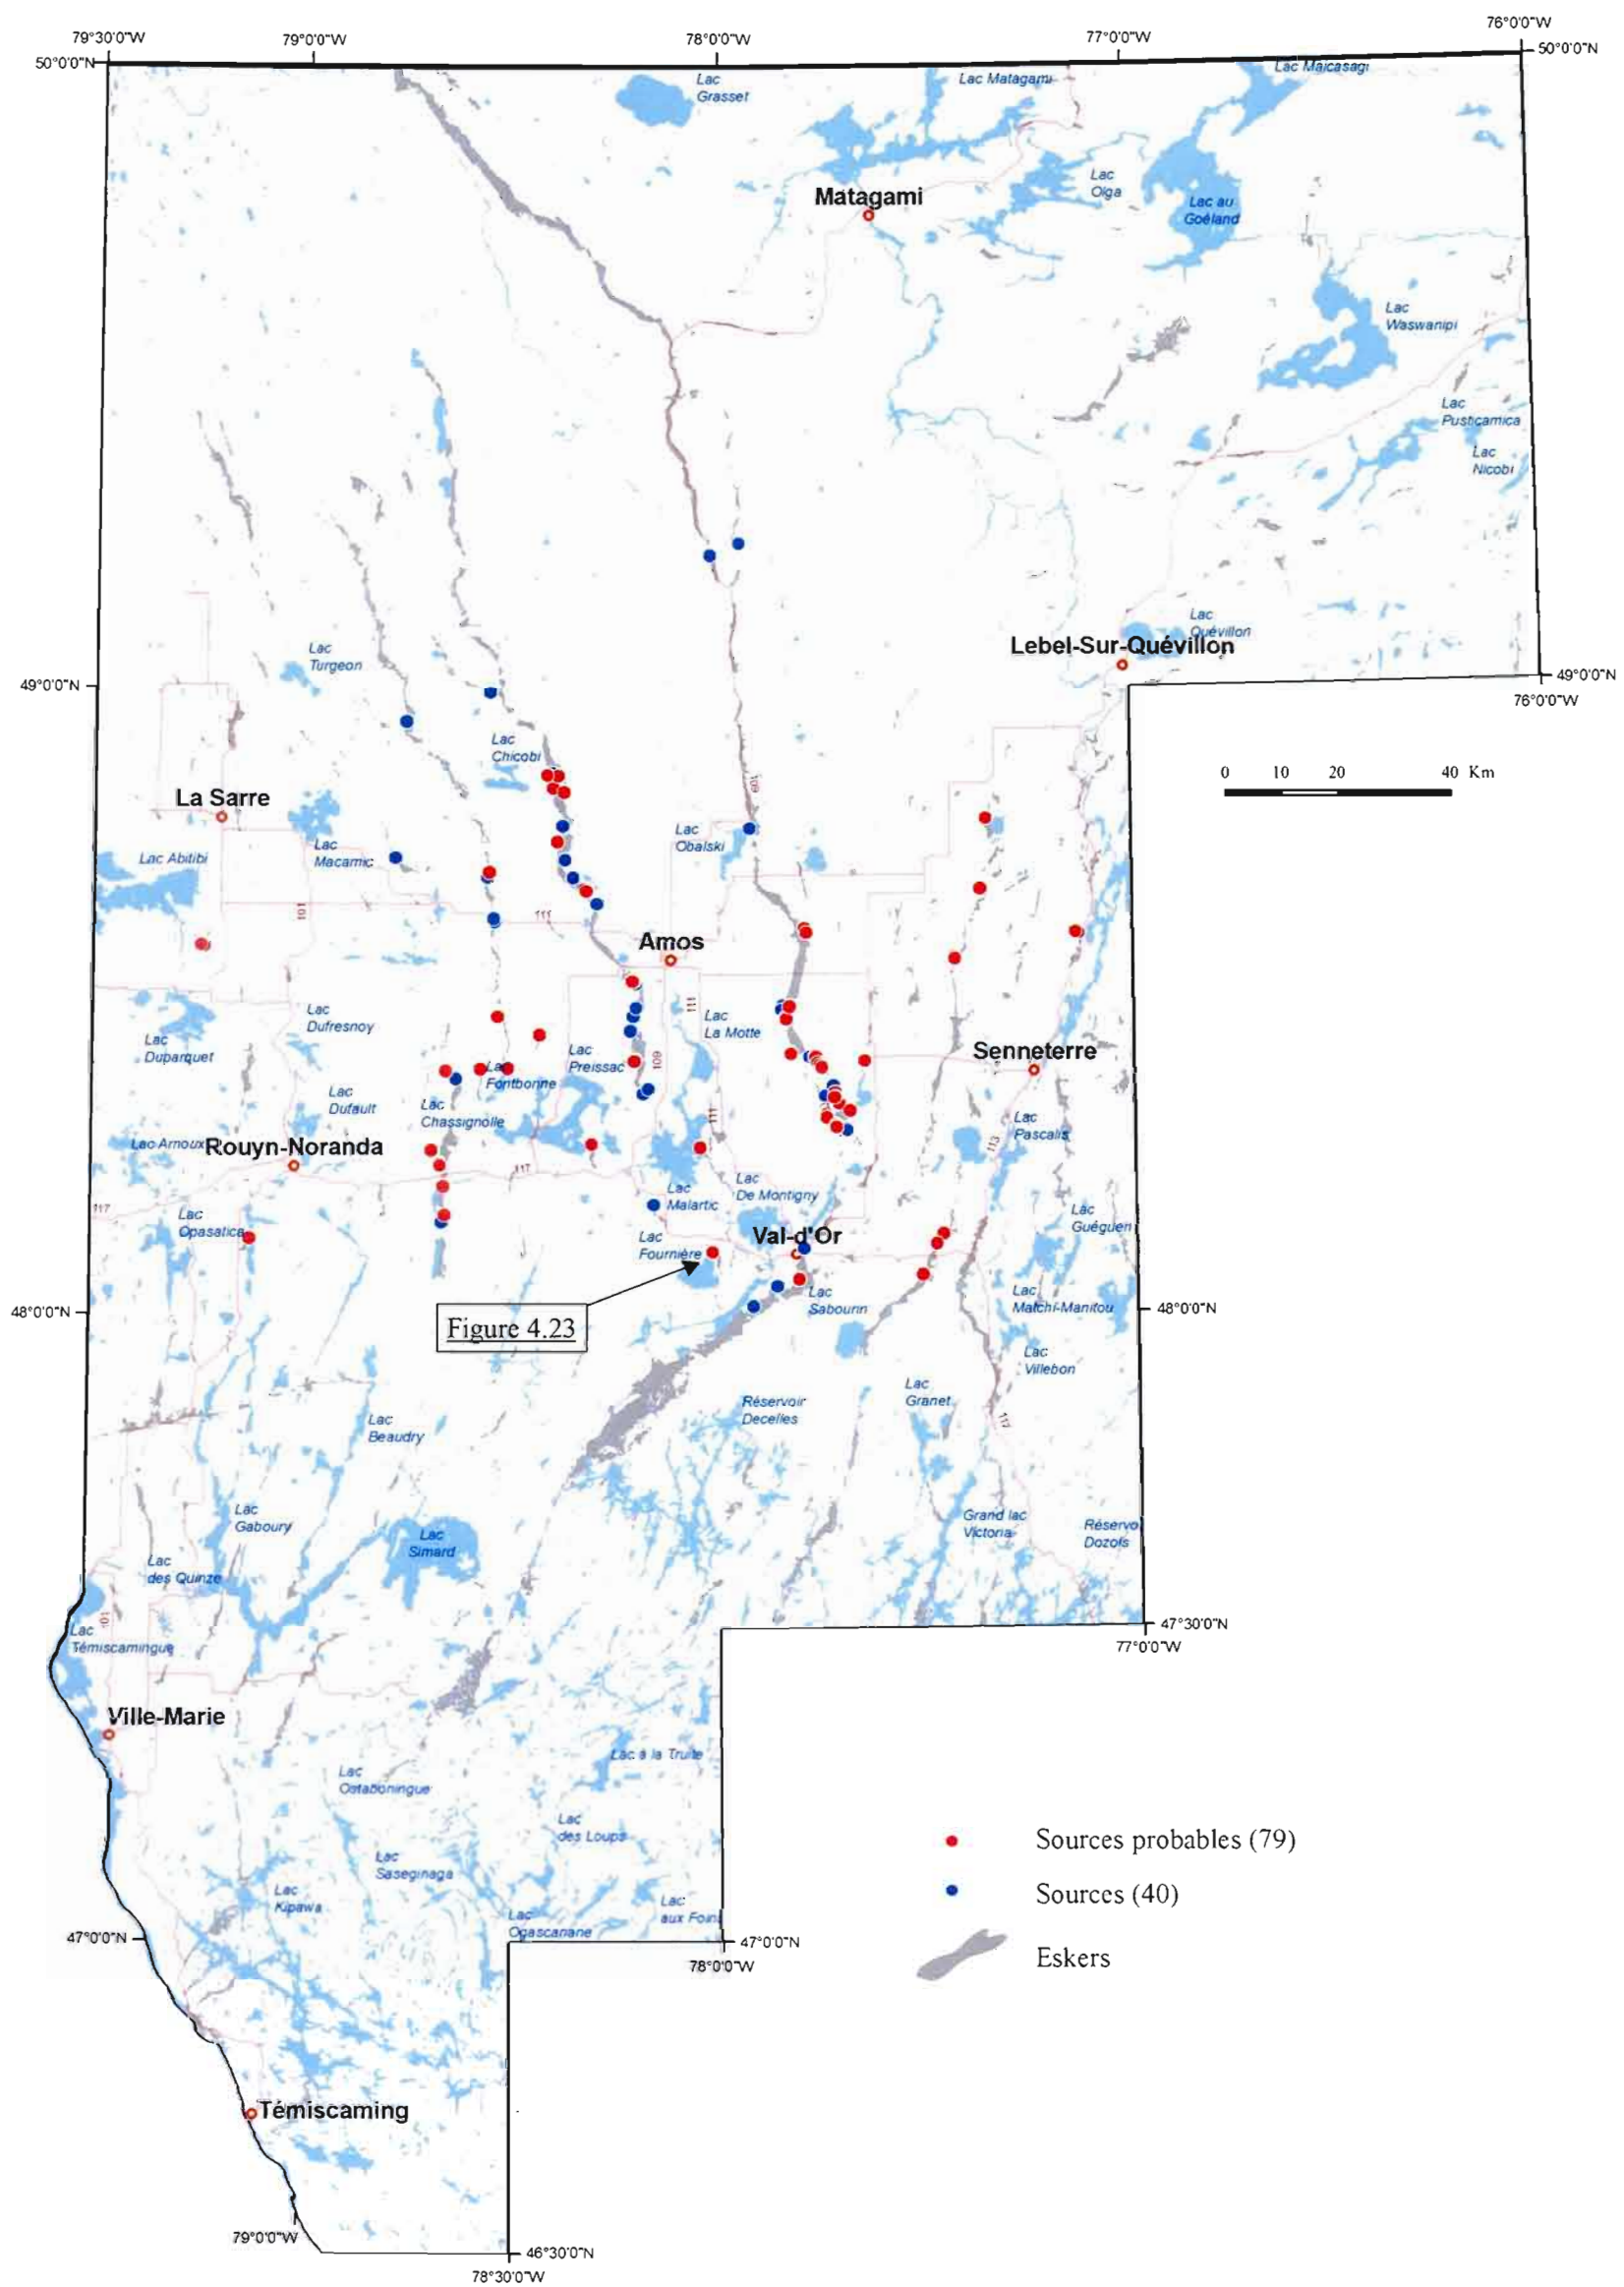 79°30'0"W
79°0'0"W
78°0'0"W
77°0'0"W
76°0'0"W
50°0'0"N
50°0'0"N
Lac
Grasset
Lac Matagami
Lac Maicasagi
Matagami
Lac
Olga
Lac au
Goéland
Lac
Waswanipi
Lac
Pusticamica
Lac
Nicobi
Lac
Quévillon
Lebel-Sur-Quévillon
Lac
Turgeon
49°0'0"N
49°0'0"N
76°0'0"W
Lac
Chicobi
109
0 10 20 40 Km
La Sarre
Lac
Obalski
Lac
Macamic
Lac Abitibi
101
111
Amos
Lac
Dufresnoy
111
Lac
La Motte
Lac
Duparquet
Lac
Preissac
109
Senneterre
Lac
Fontbonne
Lac
Dufault
Lac
Chassignolle
111
Lac
Pascalis
113
Lac Arnoux
Rouyn-Noranda
117
Lac
De Montigny
Lac
Malartic
117
Lac
Opasatica
Lac
Guéguen
Val-d'Or
Lac
Fournière
Lac
Sabourin
Lac
Matchi-Manitou
48°0'0"N
48°0'0"N
Figure 4.23
Lac
Villebon
Lac
Granet
Réservoir
Decelles
117
Lac
Beaudry
Lac
Gaboury
Grand lac
Victoria
Réservo
Dozois
Lac
Simard
Lac
des Quinze
101
Lac
Témiscamingue
47°30'0"N
77°0'0"W
Ville-Marie
Lac à la Truite
Lac
Ostaboningue
Lac
des Loups
Sources probables (79)
Lac
Saseginaga
Sources (40)
Lac
Kipawa
Lac
aux Foins
Lac
Ogascanane
47°0'0"N
47°0'0"N
Eskers
78°0'0"W
Témiscaming
79°0'0"W
46°30'0"N
78°30'0"W